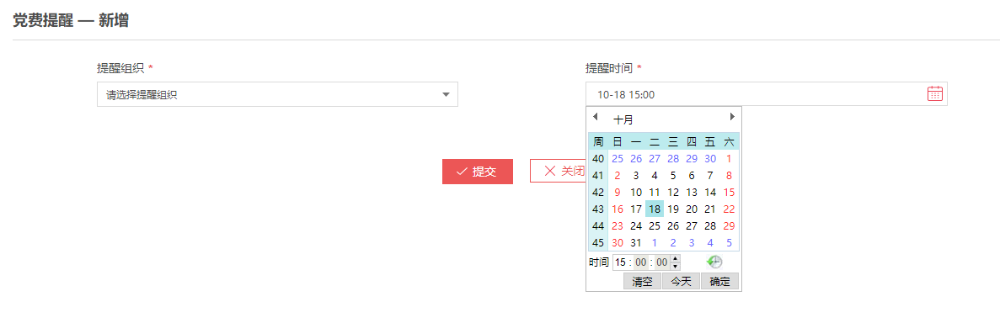 党费提醒 — 新增
提醒组织 *
请选择提醒组织
提醒时间 *
10-18 15:00
十月
周 日 一 二 三 四 五 六
40 25 26 27 28 29 30 1
41 2 3 4 5 6 7 8
42 9 10 11 12 13 14 15
43 16 17 18 19 20 21 22
44 23 24 25 26 27 28 29
45 30 31 1 2 3 4 5
时间 15 : 00 : 00
清空 今天 确定
提交 关闭